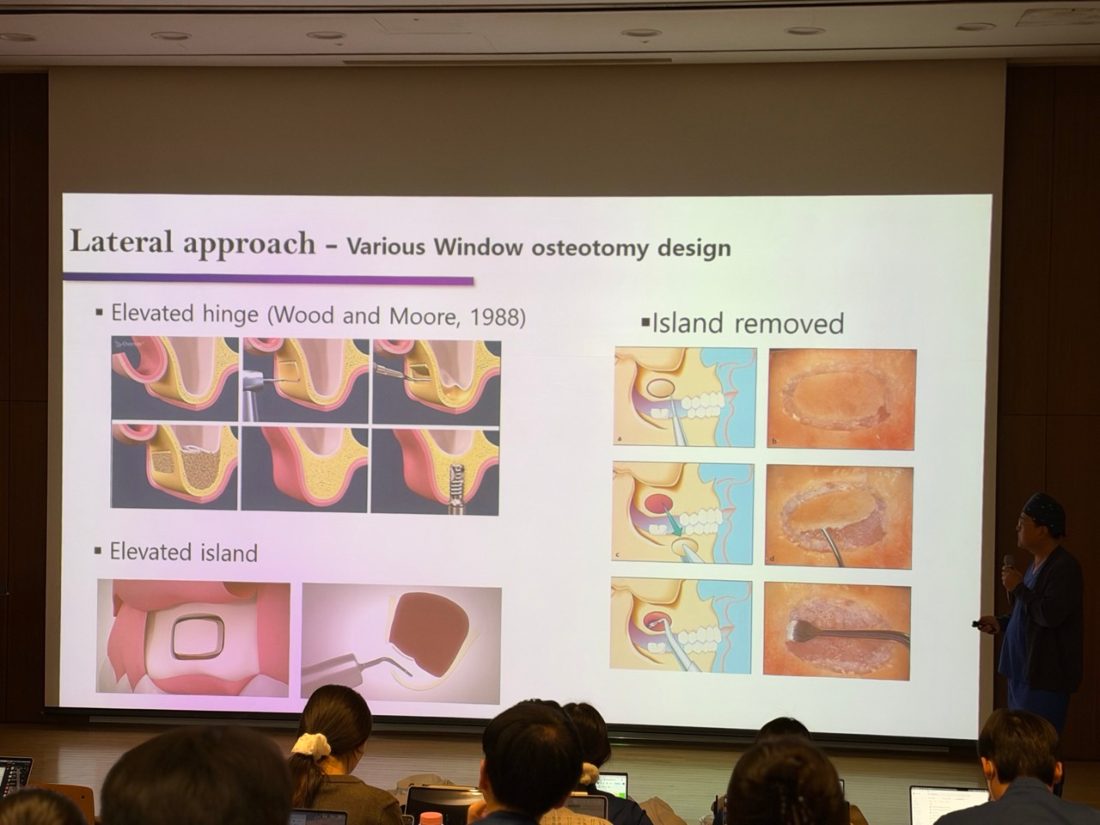 Lateral approach – Various Window osteotomy design
▪ Elevated hinge (Wood and Moore, 1988)
▪ Elevated island
▪Island removed
a
b
c
d